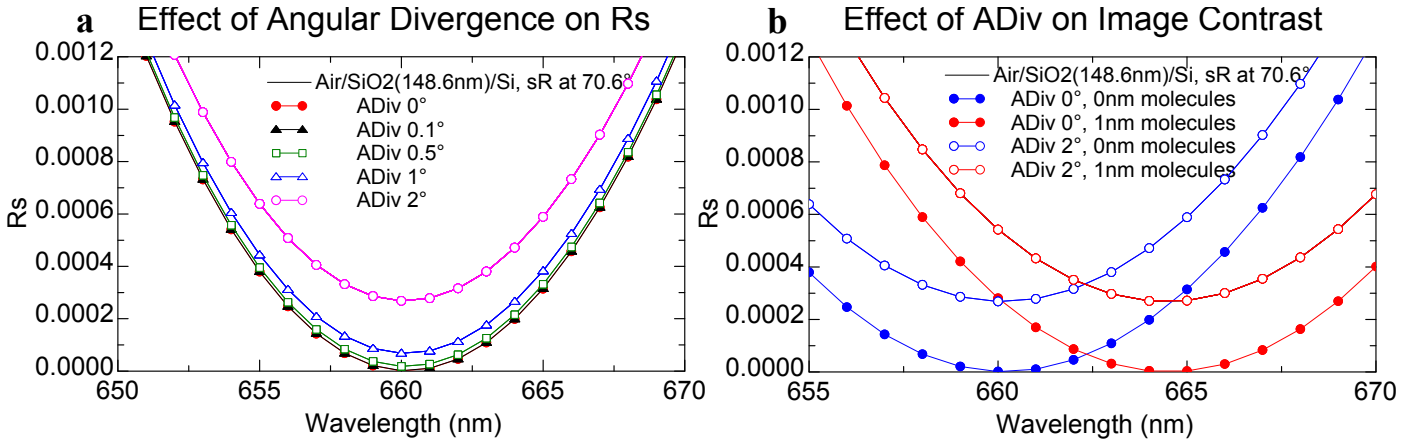 a
Effect of Angular Divergence on Rs
Rs
0.0012
0.0010
0.0008
0.0006
0.0004
0.0002
0.0000
Air/SiO2(148.6nm)/Si, sR at 70.6°
ADiv 0°
ADiv 0.1°
ADiv 0.5°
ADiv 1°
ADiv 2°
650 655 660 665 670
Wavelength (nm)
b
Effect of ADiv on Image Contrast
Rs
0.0012
0.0010
0.0008
0.0006
0.0004
0.0002
0.0000
Air/SiO2(148.6nm)/Si, sR at 70.6°
ADiv 0°, 0nm molecules
ADiv 0°, 1nm molecules
ADiv 2°, 0nm molecules
ADiv 2°, 1nm molecules
655 660 665 670
Wavelength (nm)